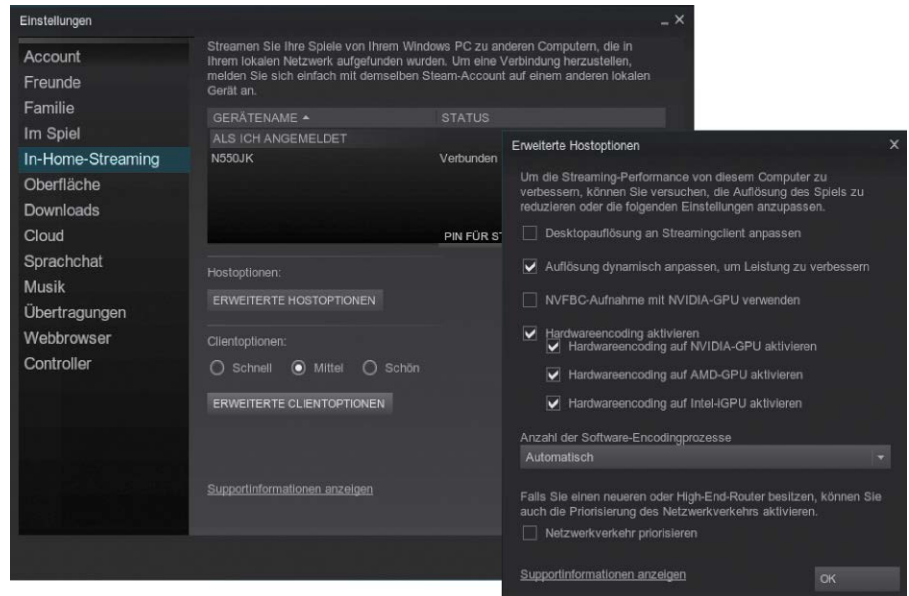 Einstellungen
Account
Freunde
Familie
Im Spiel
In-Home-Streaming
Oberfläche
Downloads
Cloud
Sprachchat
Musik
Übertragungen
Webbrowser
Controller
Streamen Sie Ihre Spiele von Ihrem Windows PC zu anderen Computern, die in
Ihrem lokalen Netzwerk aufgefunden wurden. Um eine Verbindung herzustellen,
melden Sie sich einfach mit demselben Steam-Account auf einem anderen lokalen
Gerät an.
GERÄTENAME STATUS
ALS ICH ANGEMELDET
N550JK Verbunden
PIN FÜR ST
Hostoptionen:
ERWEITERTE HOSTOPTIONEN
Clientoptionen:
Schnell Mittel Schön
ERWEITERTE CLIENTOPTIONEN
Supportinformationen anzeigen
Erweiterte Hostoptionen
Um die Streaming-Performance von diesem Computer zu
verbessern, können Sie versuchen, die Auflösung des Spiels zu
reduzieren oder die folgenden Einstellungen anzupassen.
Desktopauflösung an Streamingclient anpassen
Auflösung dynamisch anpassen, um Leistung zu verbessern
NVFBC-Aufnahme mit NVIDIA-GPU verwenden
Hardwareencoding aktivieren
Hardwareencoding auf NVIDIA-GPU aktivieren
Hardwareencoding auf AMD-GPU aktivieren
Hardwareencoding auf Intel-iGPU aktivieren
Anzahl der Software-Encodingprozesse
Automatisch
Falls Sie einen neueren oder High-End-Router besitzen, können Sie
auch die Priorisierung des Netzwerkverkehrs aktivieren.
Netzwerkverkehr priorisieren
Supportinformationen anzeigen
OK